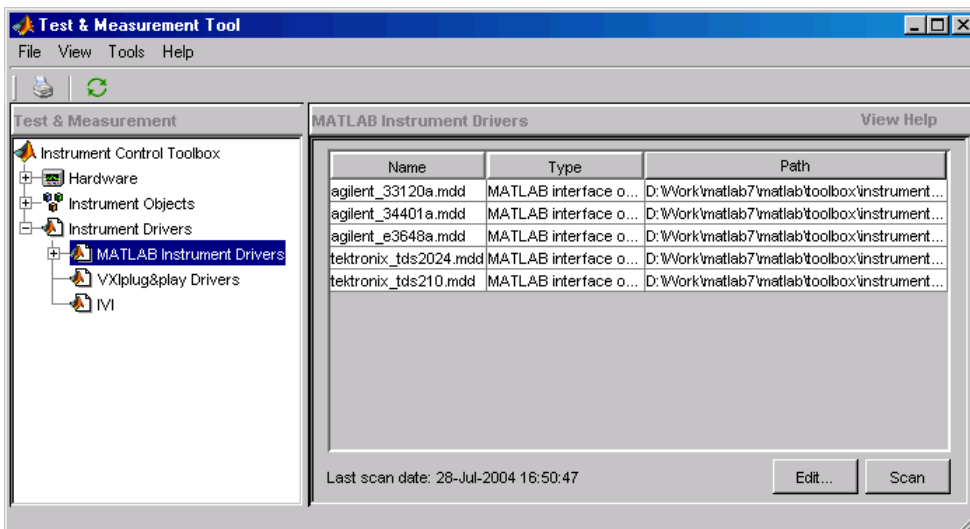 Test & Measurement Tool
File View Tools Help
Test & Measurement
Instrument Control Toolbox
Hardware
Instrument Objects
Instrument Drivers
MATLAB Instrument Drivers
VXIplug&play Drivers
IVI
MATLAB Instrument Drivers View Help
Name Type Path
agilent_33120a.mdd MATLAB interface o... D:\Work\matlab7\matlab\toolbox\instrument...
agilent_34401a.mdd MATLAB interface o... D:\Work\matlab7\matlab\toolbox\instrument...
agilent_e3648a.mdd MATLAB interface o... D:\Work\matlab7\matlab\toolbox\instrument...
tektronix_tds2024.mdd MATLAB interface o... D:\Work\matlab7\matlab\toolbox\instrument...
tektronix_tds210.mdd MATLAB interface o... D:\Work\matlab7\matlab\toolbox\instrument...
Last scan date: 28-Jul-2004 16:50:47 Edit... Scan